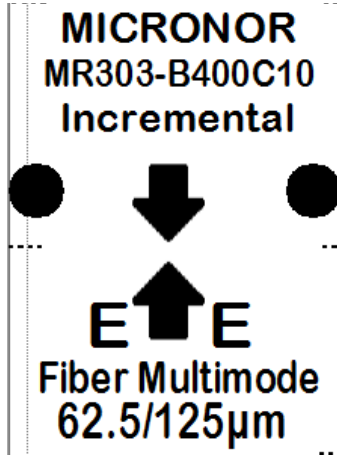 MICRONOR
MR303-B400C10
Incremental
E E
Fiber Multimode
62.5/125µm